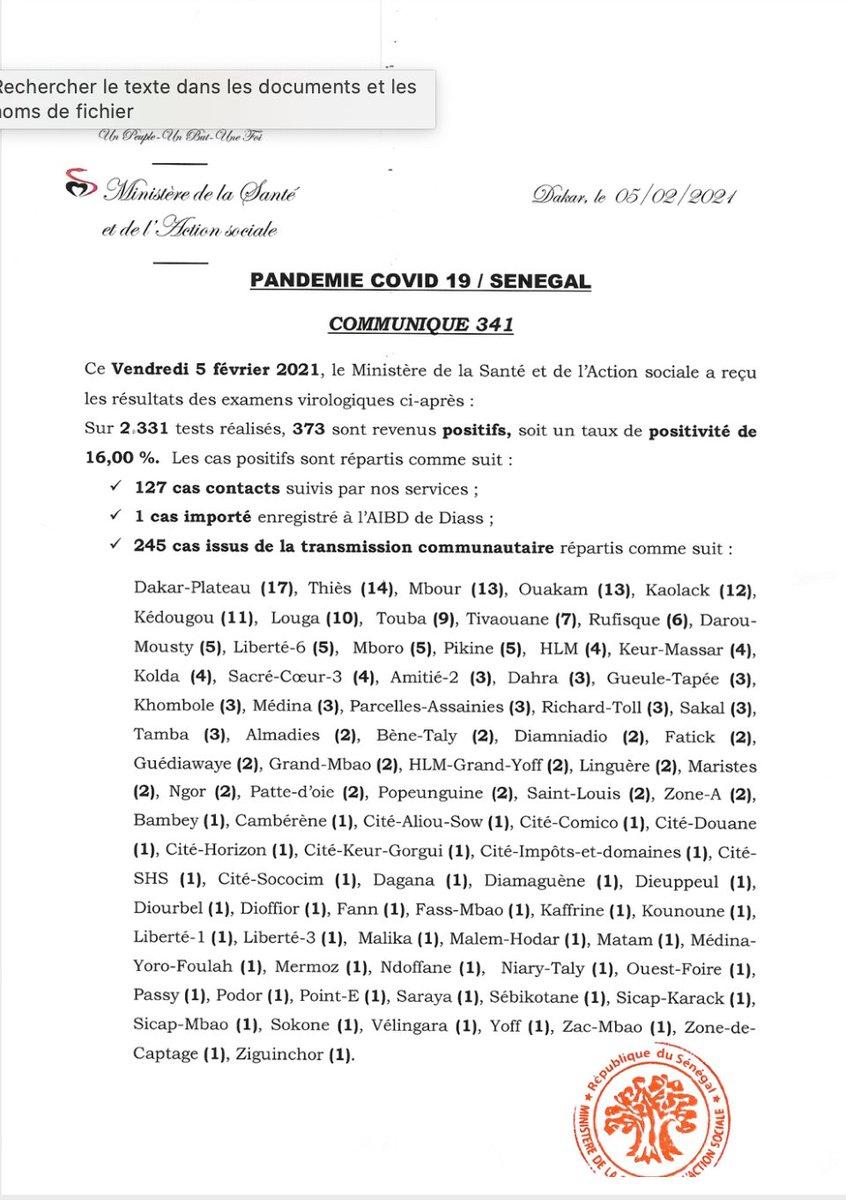 Rechercher le texte dans les documents et les
noms de fichier
Un Peuple - Un But - Une Foi
Ministère de la Santé
et de l'Action sociale
Dakar, le 05/02/2021
PANDEMIE COVID 19 / SENEGAL
COMMUNIQUE 341
Ce Vendredi 5 février 2021, le Ministère de la Santé et de l'Action sociale a reçu
les résultats des examens virologiques ci-après :
Sur 2.331 tests réalisés, 373 sont revenus positifs, soit un taux de positivité de
16,00 %. Les cas positifs sont répartis comme suit :
✓ 127 cas contacts suivis par nos services ;
✓ 1 cas importé enregistré à l'AIBD de Diass ;
✓ 245 cas issus de la transmission communautaire répartis comme suit :
Dakar-Plateau (17), Thiès (14), Mbour (13), Ouakam (13), Kaolack (12),
Kédougou (11), Louga (10), Touba (9), Tivaouane (7), Rufisque (6), Darou-
Mousty (5), Liberté-6 (5), Mboro (5), Pikine (5), HLM (4), Keur-Massar (4),
Kolda (4), Sacré-Cœur-3 (4), Amitié-2 (3), Dahra (3), Gueule-Tapée (3),
Khombole (3), Médina (3), Parcelles-Assainies (3), Richard-Toll (3), Sakal (3),
Tamba (3), Almadies (2), Bène-Taly (2), Diamniadio (2), Fatick (2),
Guédiawaye (2), Grand-Mbao (2), HLM-Grand-Yoff (2), Linguère (2), Maristes
(2), Ngor (2), Patte-d'oie (2), Popeunguine (2), Saint-Louis (2), Zone-A (2),
Bambey (1), Cambérène (1), Cité-Aliou-Sow (1), Cité-Comico (1), Cité-Douane
(1), Cité-Horizon (1), Cité-Keur-Gorgui (1), Cité-Impôts-et-domaines (1), Cité-
SHS (1), Cité-Sococim (1), Dagana (1), Diamaguène (1), Dieuppeul (1),
Diourbel (1), Dioffior (1), Fann (1), Fass-Mbao (1), Kaffrine (1), Kounoune (1),
Liberté-1 (1), Liberté-3 (1), Malika (1), Malem-Hodar (1), Matam (1), Médina-
Yoro-Foulah (1), Mermoz (1), Ndoffane (1), Niary-Taly (1), Ouest-Foire (1),
Passy (1), Podor (1), Point-E (1), Saraya (1), Sébikotane (1), Sicap-Karack (1),
Sicap-Mbao (1), Sokone (1), Vélingara (1), Yoff (1), Zac-Mbao (1), Zone-de-
Captage (1), Ziguinchor (1).
★ République du Sénégal ★
MINISTÈRE DE LA
L'ACTION SOCIALE